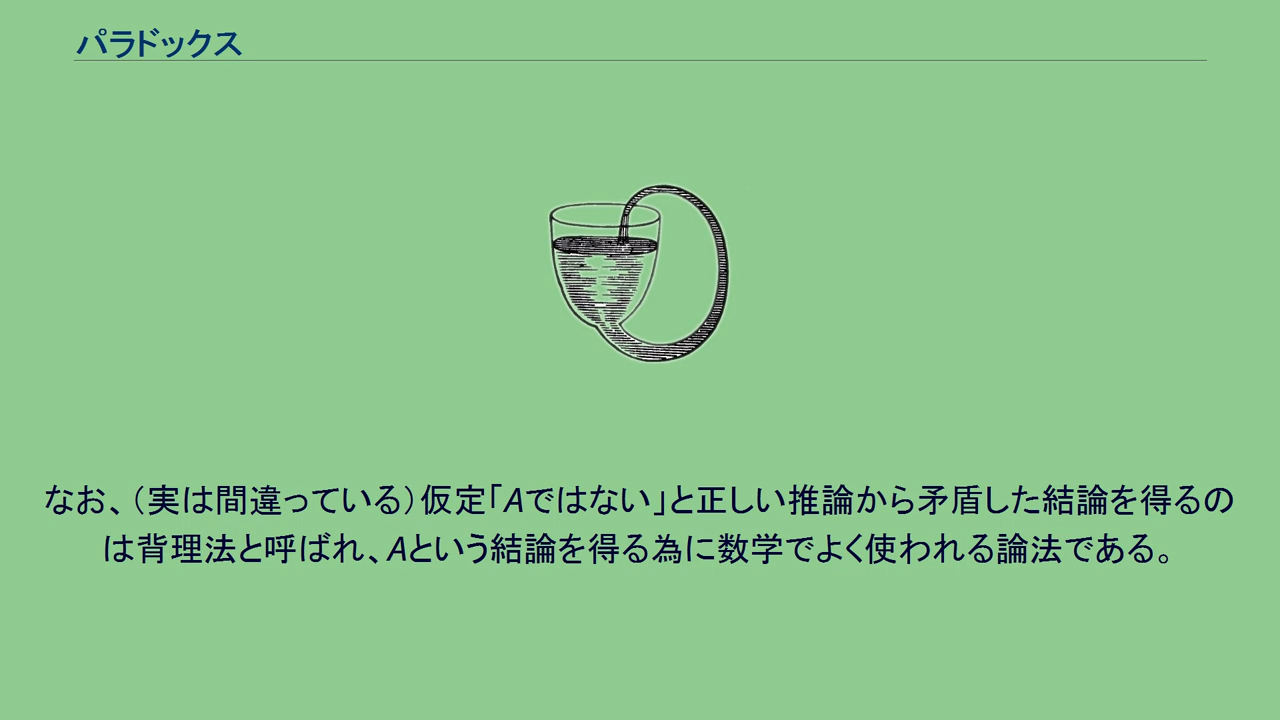 パラドックス
なお、（実は間違っている）仮定「Aではない」と正しい推論から矛盾した結論を得るの
は背理法と呼ばれ、Aという結論を得る為に数学でよく使われる論法である。